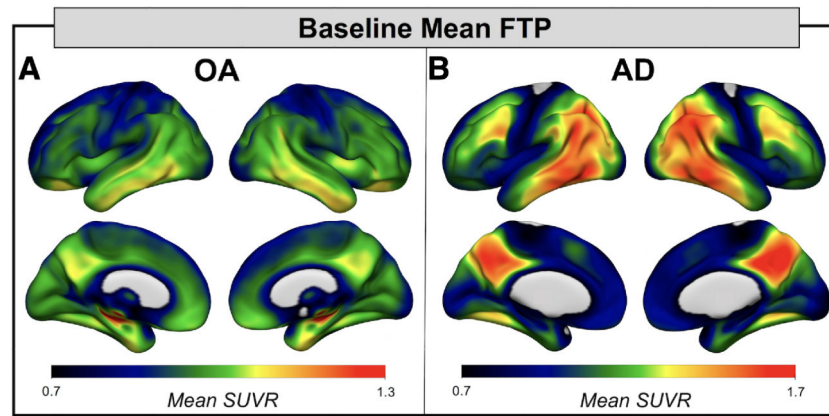 Baseline Mean FTP
A OA
B AD
0.7 Mean SUVR 1.3
0.7 Mean SUVR 1.7